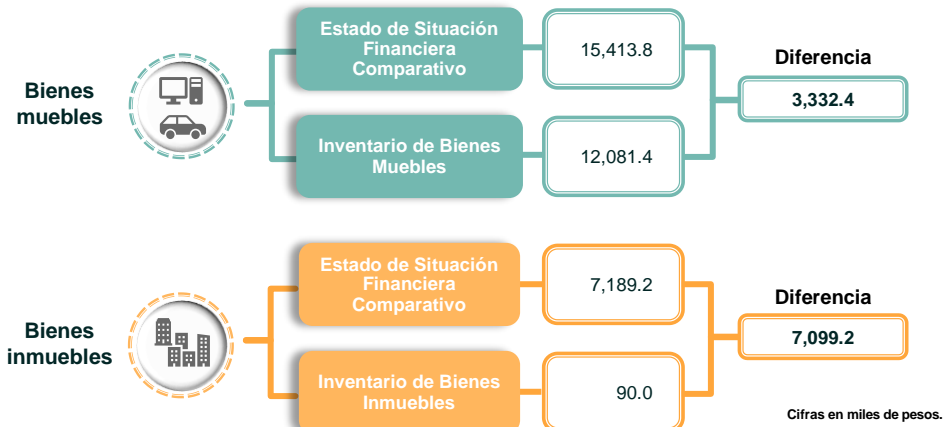 Bienes
muebles
Estado de Situación
Financiera
Comparativo
15,413.8
Inventario de Bienes
Muebles
12,081.4
Diferencia
3,332.4
Bienes
inmuebles
Estado de Situación
Financiera
Comparativo
7,189.2
Inventario de Bienes
Inmuebles
90.0
Diferencia
7,099.2
Cifras en miles de pesos.